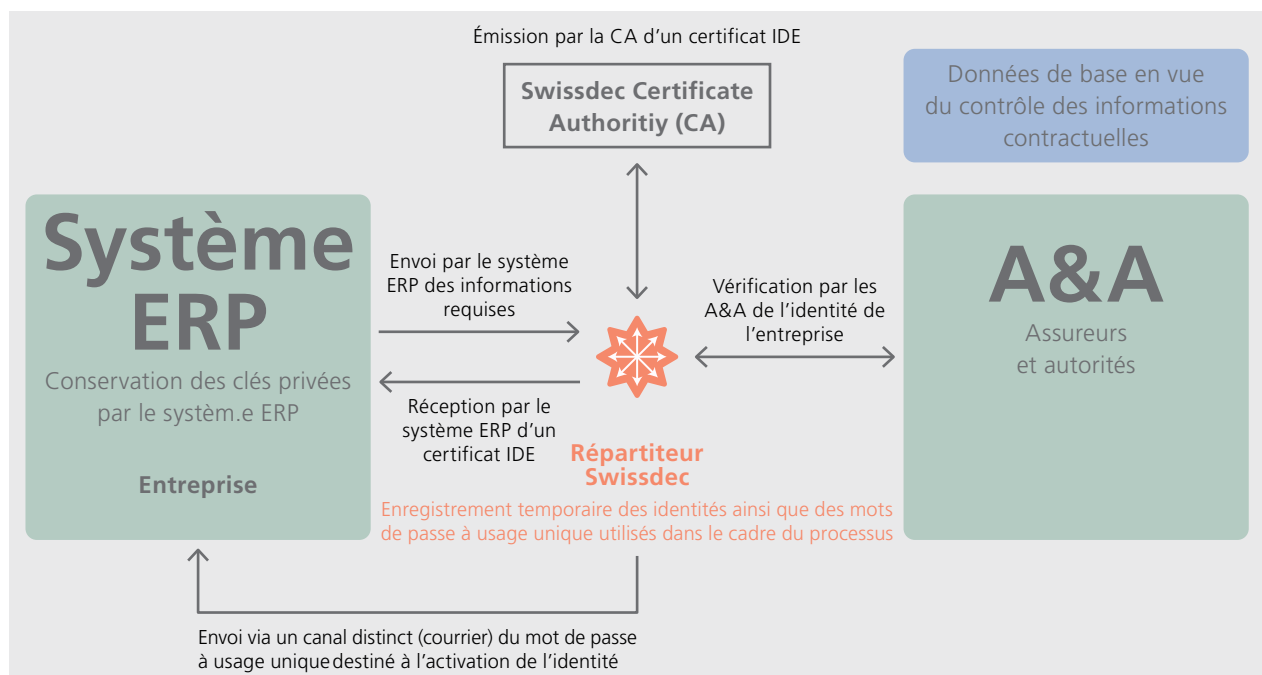 Émission par la CA d'un certificat IDE
Swissdec Certificate
Authoritiy (CA)
Données de base en vue
du contrôle des informations
contractuelles
Système
ERP
Conservation des clés privées
par le systèm.e ERP
Entreprise
Envoi par le système
ERP des informations
requises
Réception par le
système ERP d'un
certificat IDE
Vérification par les
A&A de l'identité de
l'entreprise
A&A
Assureurs
et autorités
Répartiteur
Swissdec
Enregistrement temporaire des identités ainsi que des mots
de passe à usage unique utilisés dans le cadre du processus
Envoi via un canal distinct (courrier) du mot de passe
à usage unique destiné à l'activation de l'identité